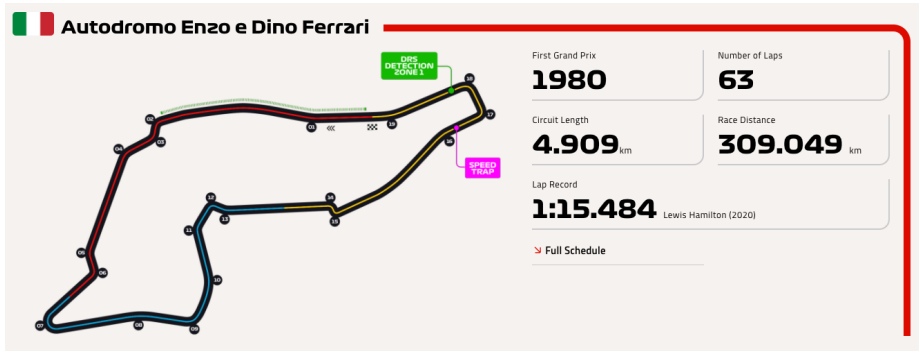 Autodromo Enzo e Dino Ferrari
First Grand Prix
1980
Number of Laps
63
Circuit Length
4.909 km
Race Distance
309.049 km
Lap Record
1:15.484 Lewis Hamilton (2020)
Full Schedule
DRS
DETECTION
ZONE 1
SPEED
TRAP
01
02
03
04
05
06
07
08
09
10
11
12
13
14
15
16
17
18
19